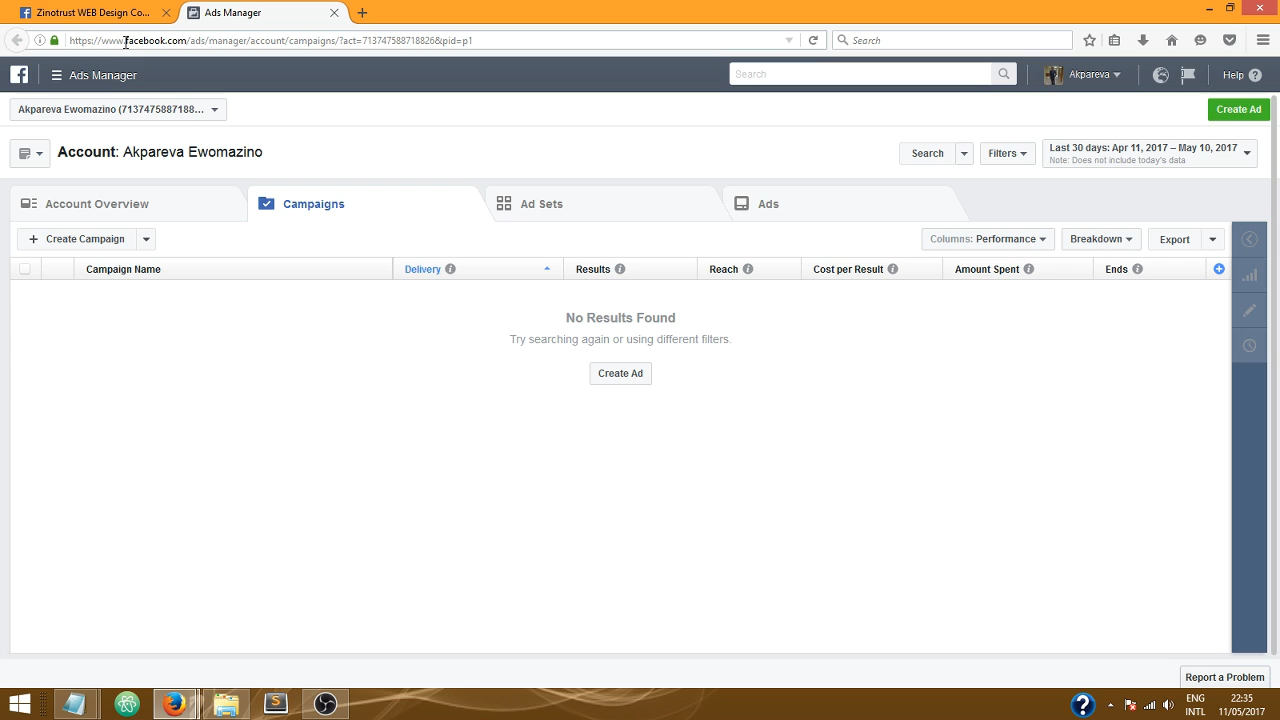 Zinotrust WEB Design Co...
Ads Manager
https://www.facebook.com/ads/manager/account/campaigns/?act=713747588718826&pid=p1
Search
Ads Manager
Search
Akpareva
Help
Akpareva Ewomazino (7137475887188...
Create Ad
Account: Akpareva Ewomazino
Search
Filters
Last 30 days: Apr 11, 2017 – May 10, 2017
Note: Does not include today's data
Account Overview
Campaigns
Ad Sets
Ads
+ Create Campaign
Columns: Performance
Breakdown
Export
Campaign Name
Delivery
Results
Reach
Cost per Result
Amount Spent
Ends
No Results Found
Try searching again or using different filters.
Create Ad
Report a Problem
ENG
INTL
22:35
11/05/2017